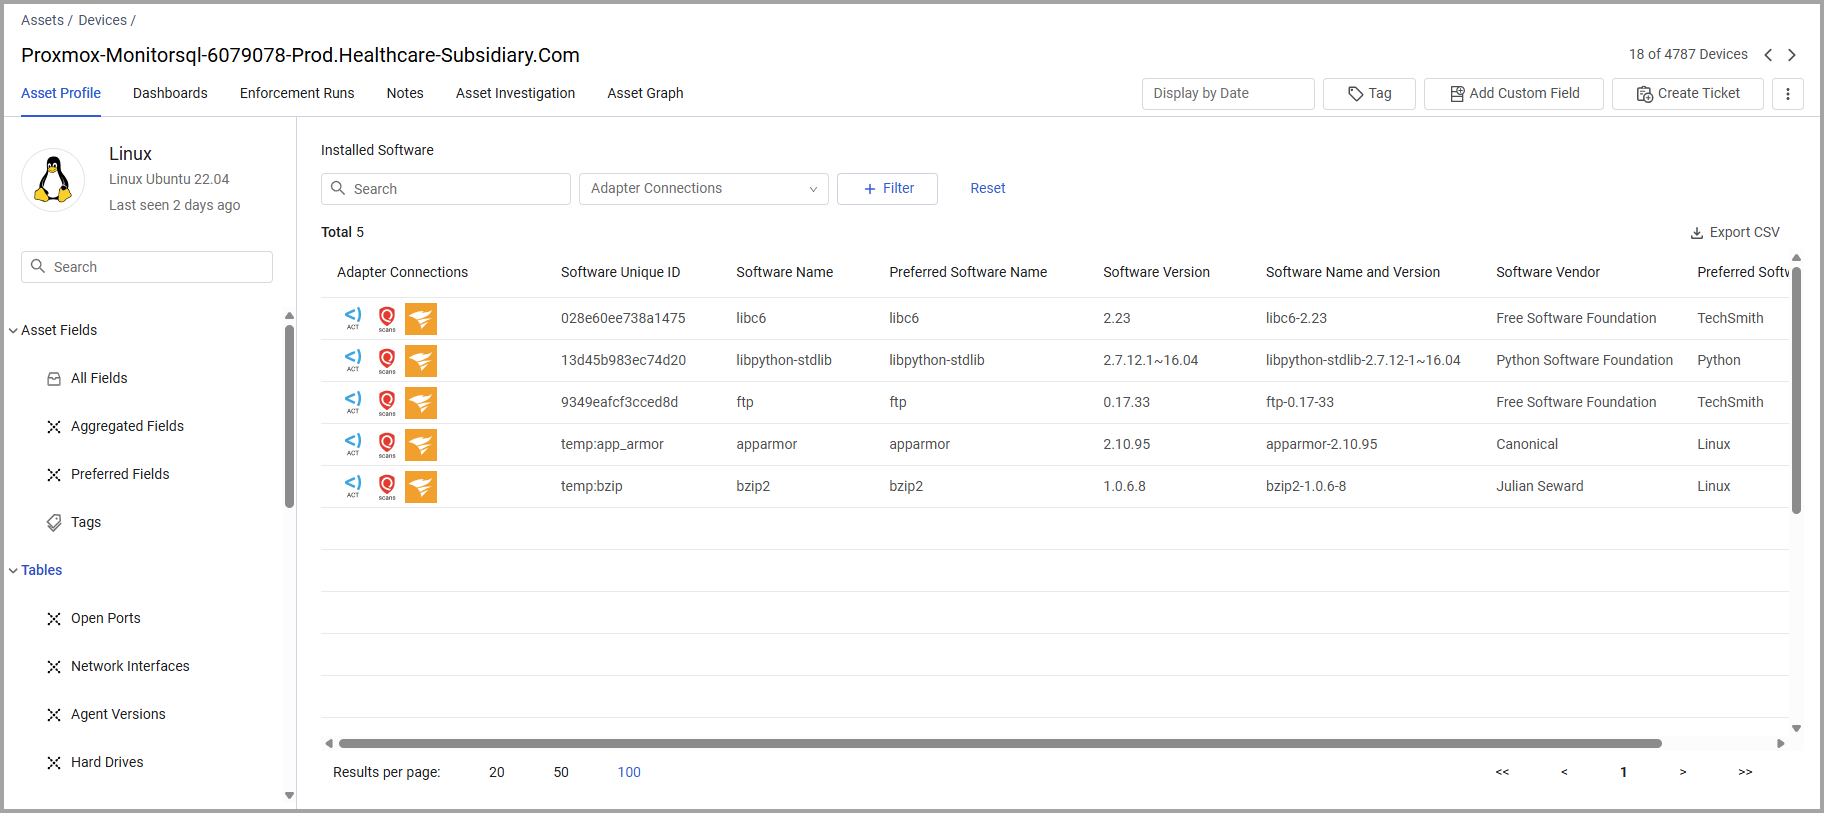 Assets / Devices /
Proxmox-Monitorsql-6079078-Prod.Healthcare-Subsidiary.Com
18 of 4787 Devices
Asset Profile Dashboards Enforcement Runs Notes Asset Investigation Asset Graph
Display by Date Tag Add Custom Field Create Ticket
Linux
Linux Ubuntu 22.04
Last seen 2 days ago
Search
Asset Fields
All Fields
Aggregated Fields
Preferred Fields
Tags
Tables
Open Ports
Network Interfaces
Agent Versions
Hard Drives
Installed Software
Search Adapter Connections + Filter Reset
Total 5 Export CSV
Adapter Connections Software Unique ID Software Name Preferred Software Name Software Version Software Name and Version Software Vendor Preferred Softw
ACT scans 028e60ee738a1475 libc6 libc6 2.23 libc6-2.23 Free Software Foundation TechSmith
ACT scans 13d45b983ec74d20 libpython-stdlib libpython-stdlib 2.7.12.1~16.04 libpython-stdlib-2.7.12-1~16.04 Python Software Foundation Python
ACT scans 9349eafcf3cced8d ftp ftp 0.17.33 ftp-0.17-33 Free Software Foundation TechSmith
ACT scans temp:app_armor apparmor apparmor 2.10.95 apparmor-2.10.95 Canonical Linux
ACT scans temp:bzip bzip2 bzip2 1.0.6.8 bzip2-1.0.6-8 Julian Seward Linux
Results per page: 20 50 100 << < 1 > >>